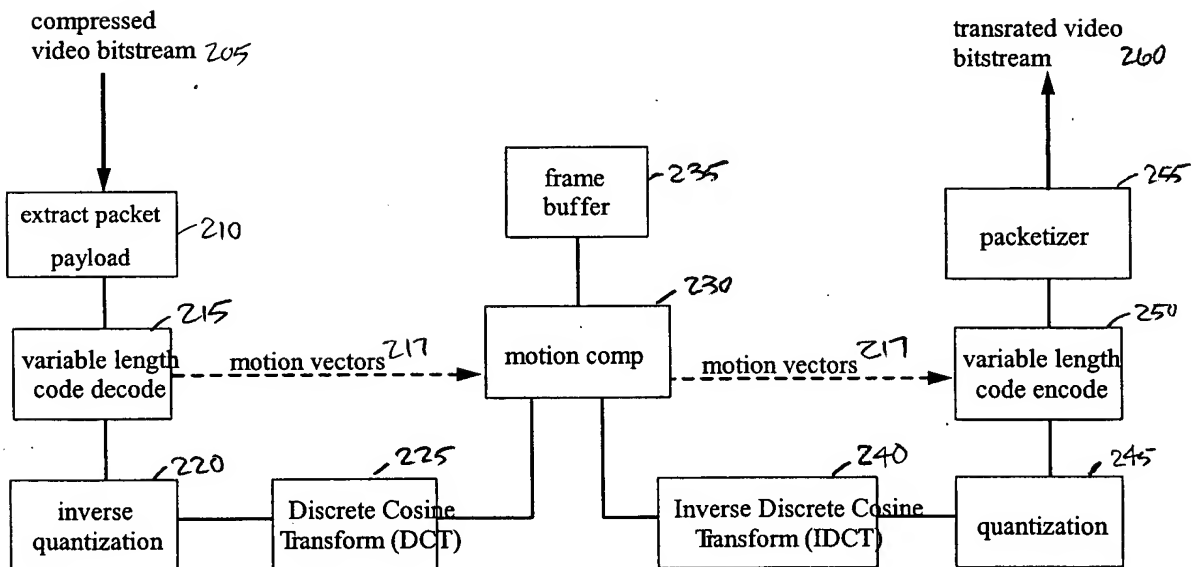 compressed
video bitstream 205
transrated video
bitstream 260
frame
buffer
235
255
extract packet
payload
210
packetizer
230
215
250
variable length
code decode
motion vectors 217
motion comp
motion vectors 217
variable length
code encode
220
225
240
245
inverse
quantization
Discrete Cosine
Transform (DCT)
Inverse Discrete Cosine
Transform (IDCT)
quantization